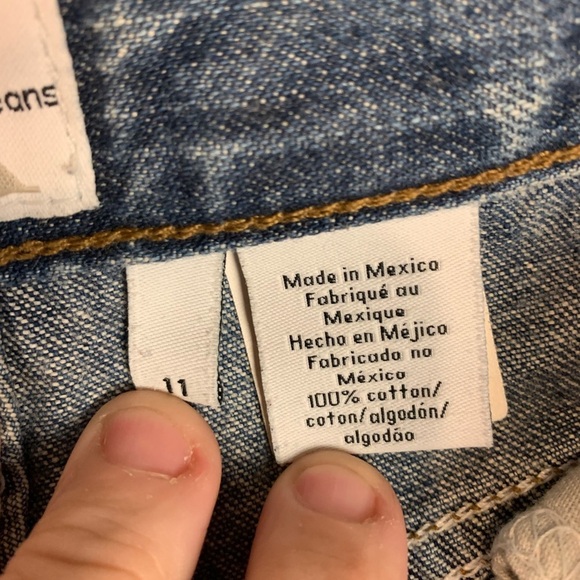 eans
11
Made in Mexico
Fabriqué au
Mexique
Hecho en Méjico
Fabricado no
México
100% cotton/
coton/algodón/
algodão